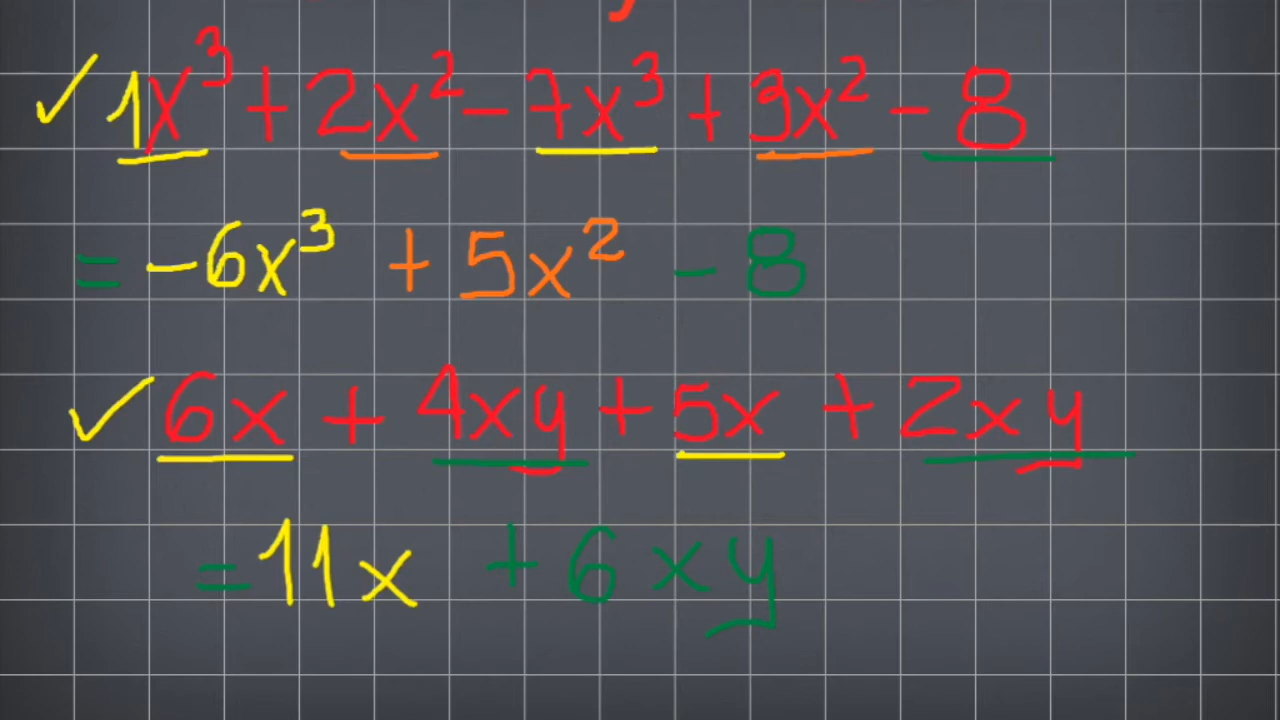 ✓ 1x³ + 2x² - 7x³ + 3x² - 8
= -6x³ + 5x² - 8
✓ 6x + 4xy + 5x + 2xy
= 11x + 6xy